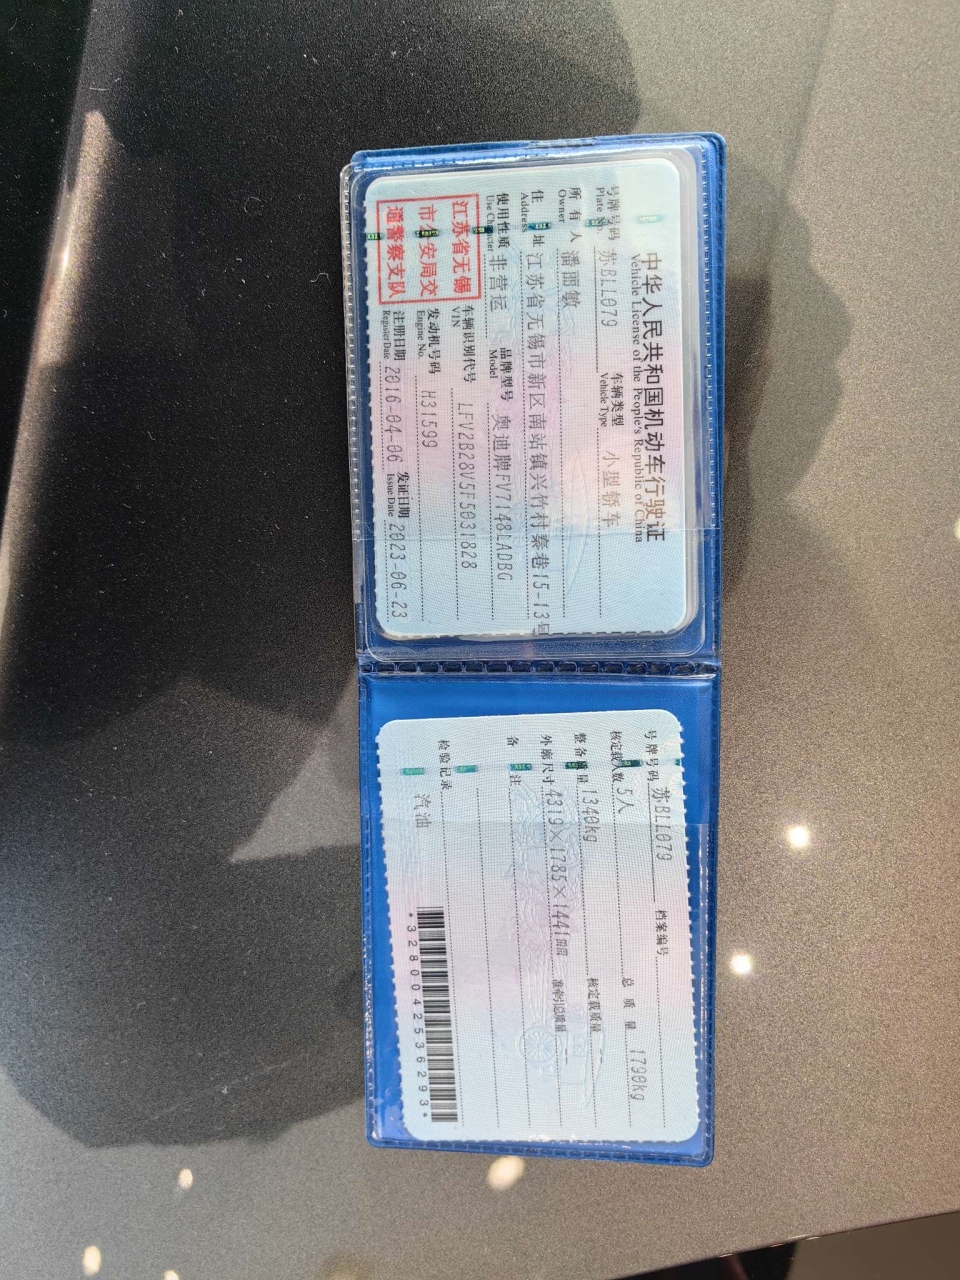 中华人民共和国机动车行驶证
Vehicle License of the People's Republic of China
号牌号码 苏BLL079 车辆类型 小型轿车
Plate No. Vehicle Type
所有人 潘丽敏
Owner
住址 江苏省无锡市新区南站镇兴竹村秦巷15-13号
Address
使用性质 非营运 品牌型号 奥迪牌FV7148LADBG
Use Character Model
江苏省无锡
市公安局交
通警察支队
车辆识别代号 LFV2B28V5F5031828
VIN
发动机号码 H31599
Engine No.
注册日期 2016-04-06 发证日期 2023-06-23
Register Date Issue Date
号牌号码 苏BLL079 档案编号
核定载人数 5人 总质量 1790kg
整备质量 1340kg 核定载质量 --
外廓尺寸 4319×1785×1441mm 准牵引总质量 --
备注
检验记录 汽油
*3280042536293*